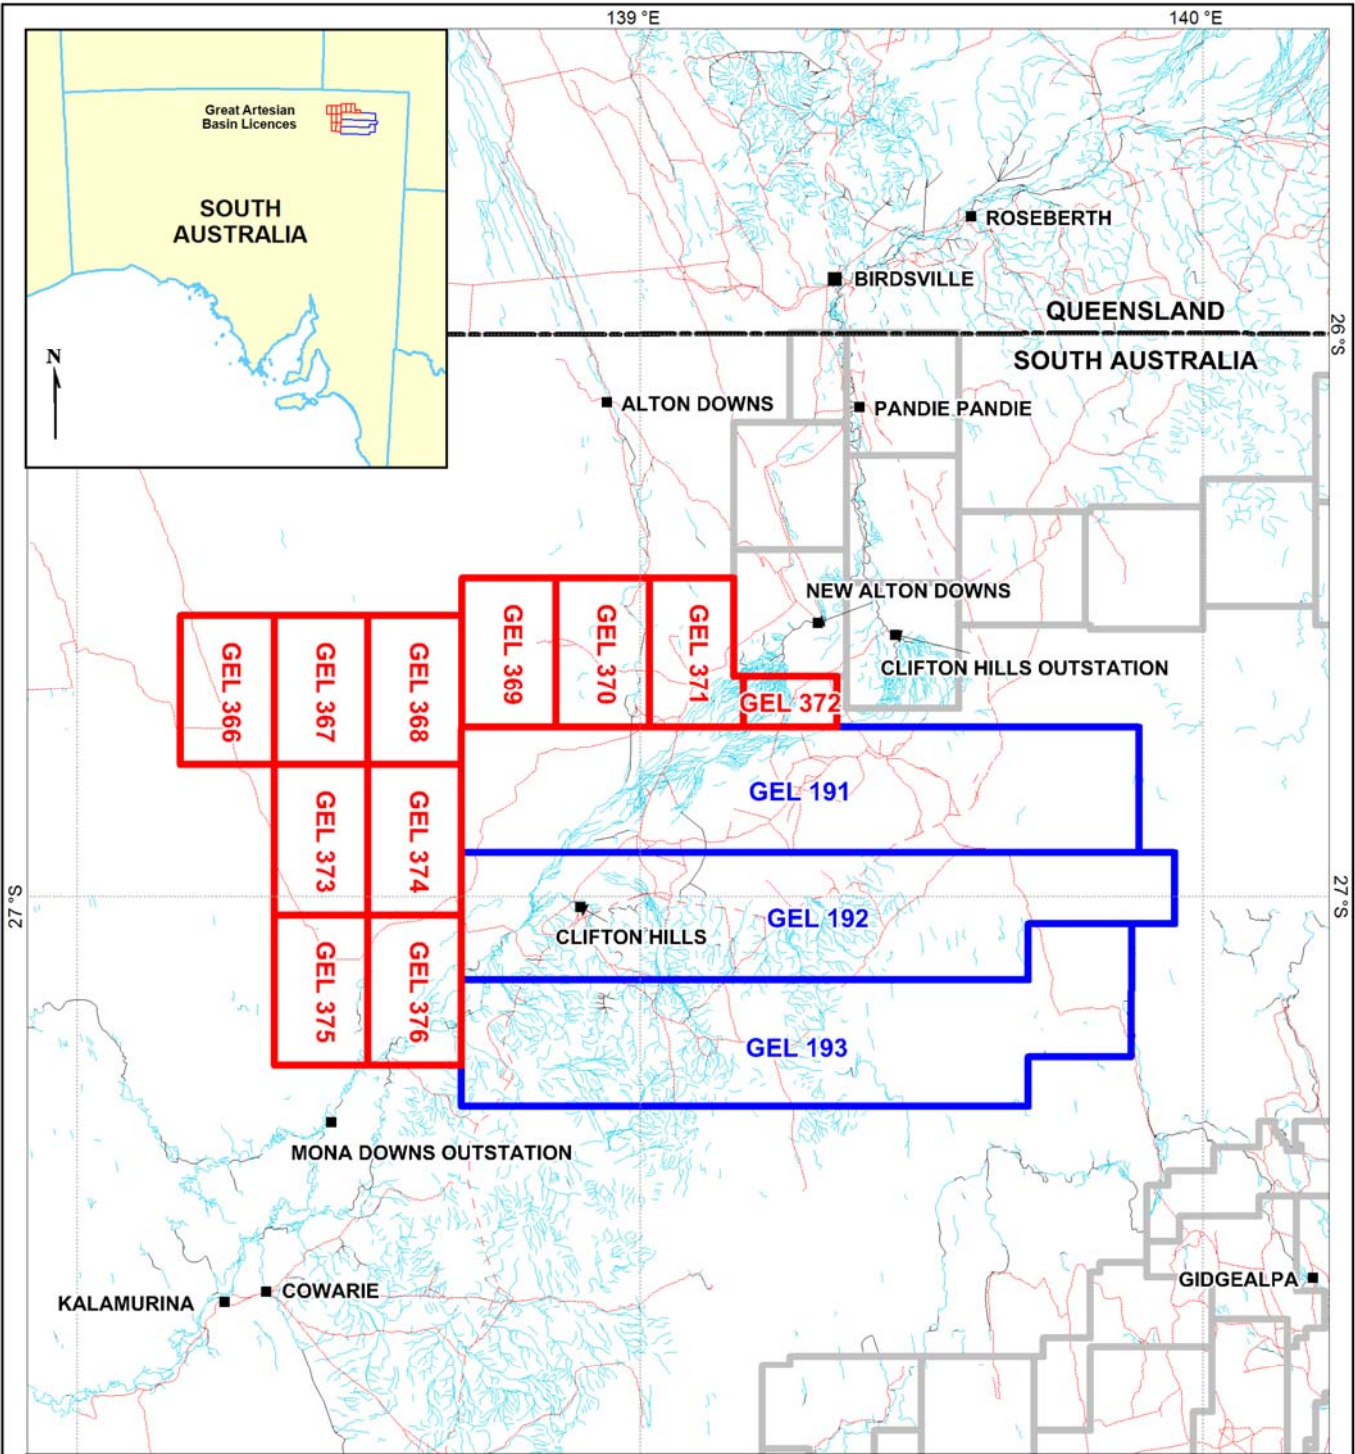 139 °E
140 °E
Great Artesian
Basin Licences
SOUTH
AUSTRALIA
N
ROSEBERTH
BIRDSVILLE
QUEENSLAND
26 °S
SOUTH AUSTRALIA
ALTON DOWNS
PANDIE PANDIE
NEW ALTON DOWNS
CLIFTON HILLS OUTSTATION
GEL 366
GEL 367
GEL 368
GEL 369
GEL 370
GEL 371
GEL 372
GEL 373
GEL 374
GEL 191
27 °S
27 °S
GEL 192
CLIFTON HILLS
GEL 375
GEL 376
GEL 193
MONA DOWNS OUTSTATION
GIDGEALPA
COWARIE
KALAMURINA